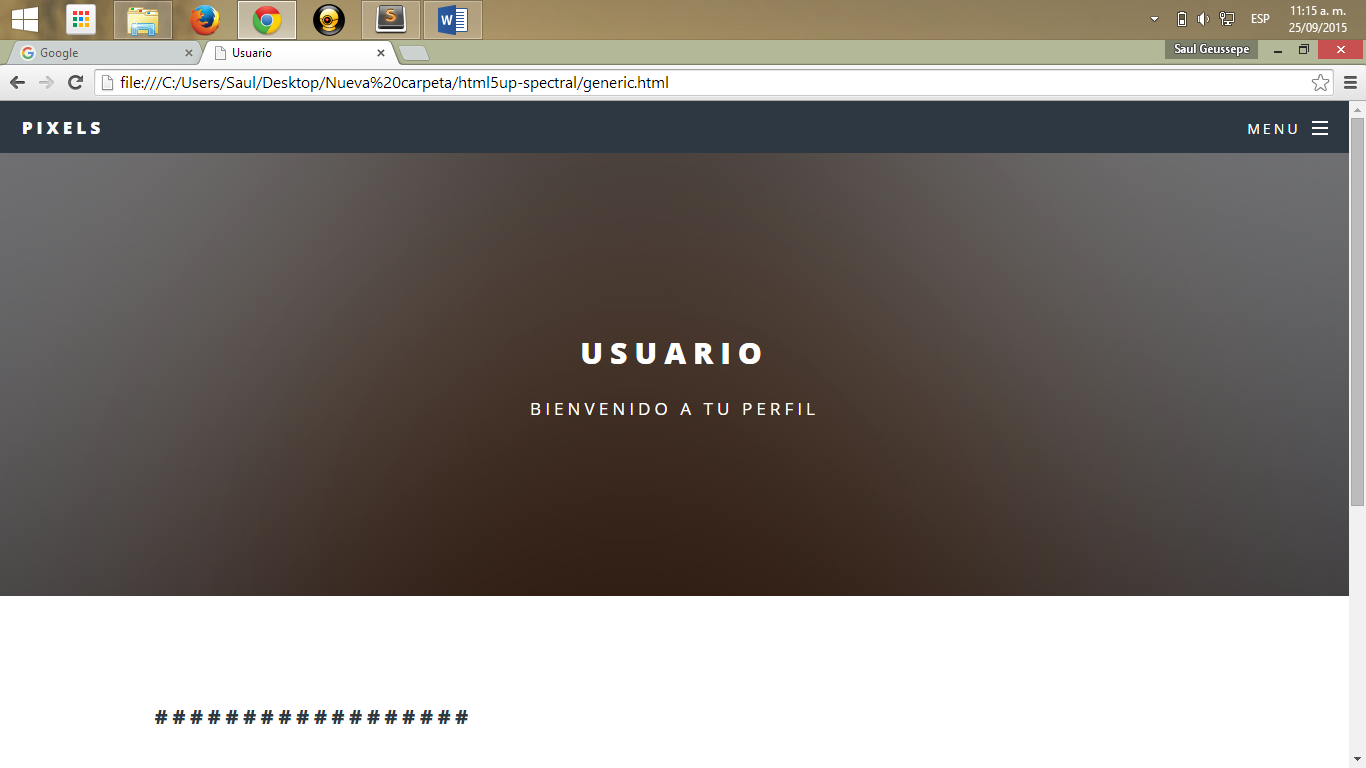 ESP
11:15 a. m.
25/09/2015
Google
Usuario
Saul Geussepe
file:///C:/Users/Saul/Desktop/Nueva%20carpeta/html5up-spectral/generic.html
PIXELS
MENU
USUARIO
BIENVENIDO A TU PERFIL
##################